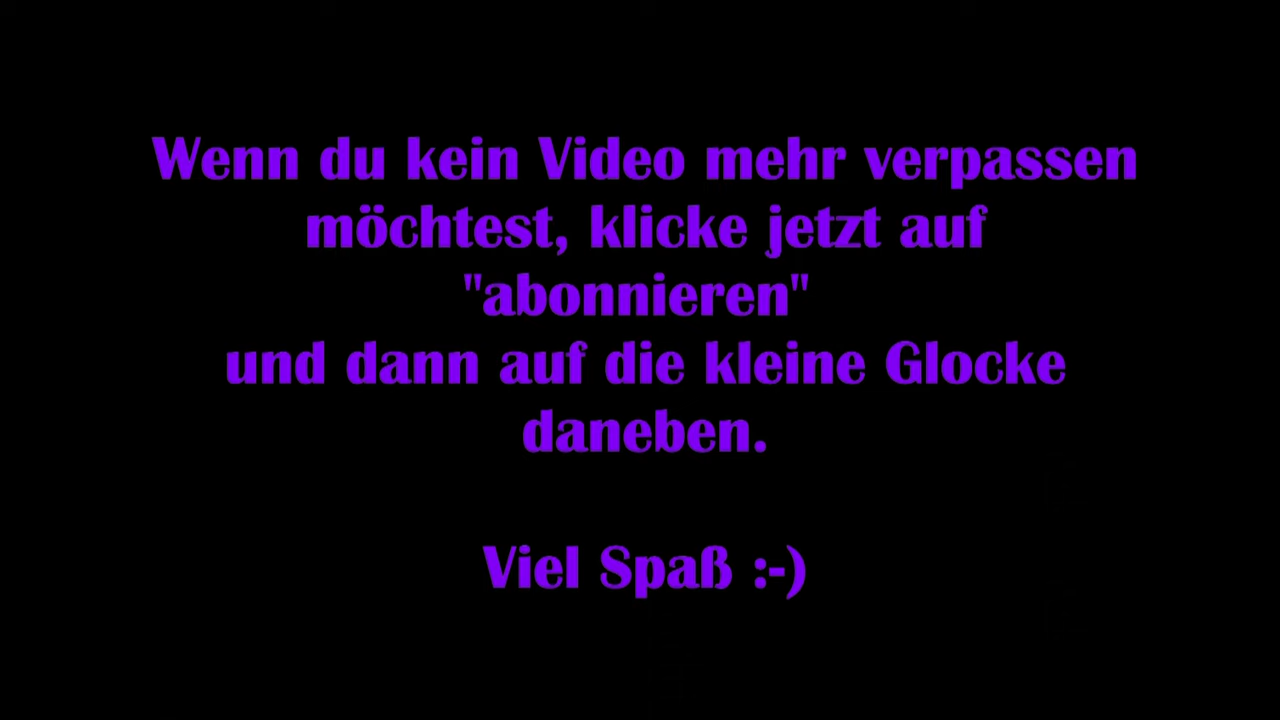 Wenn du kein Video mehr verpassen
möchtest, klicke jetzt auf
"abonnieren"
und dann auf die kleine Glocke
daneben.
Viel Spaß :-)